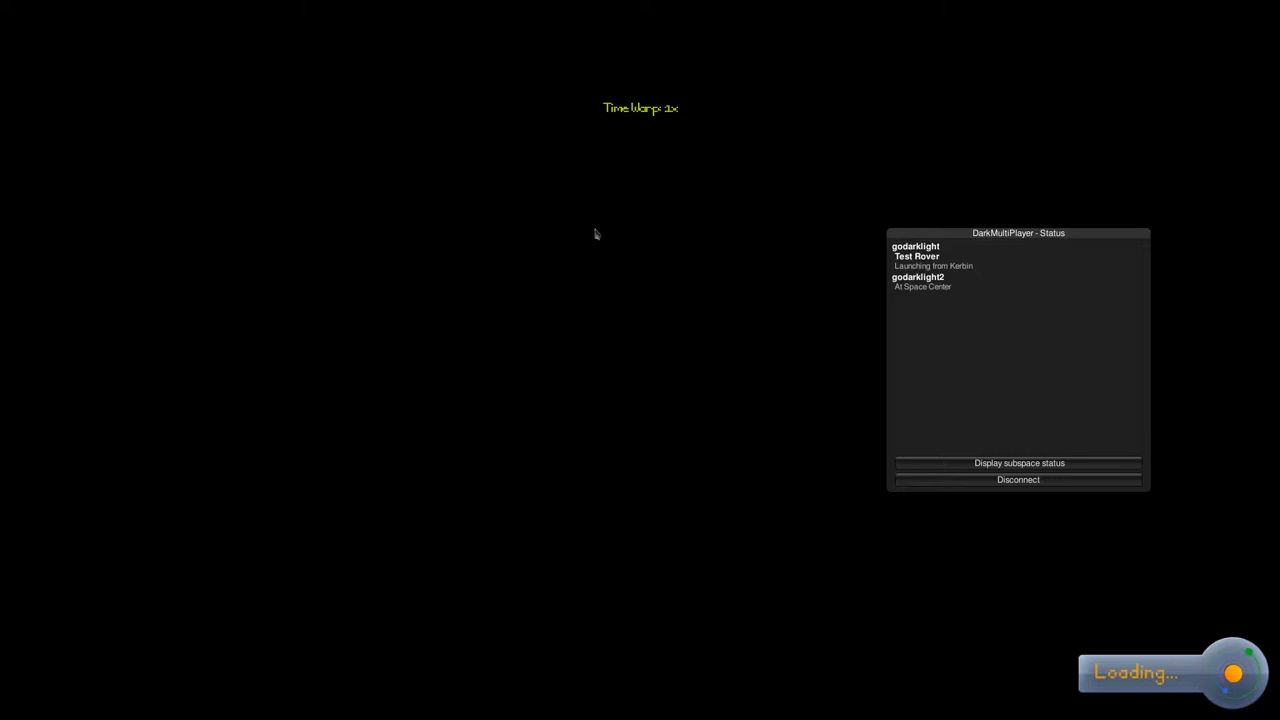 Time Warp: 1x
DarkMultiPlayer - Status
godarklight
Test Rover
Launching from Kerbin
godarklight2
At Space Center
Display subspace status
Disconnect
Loading...